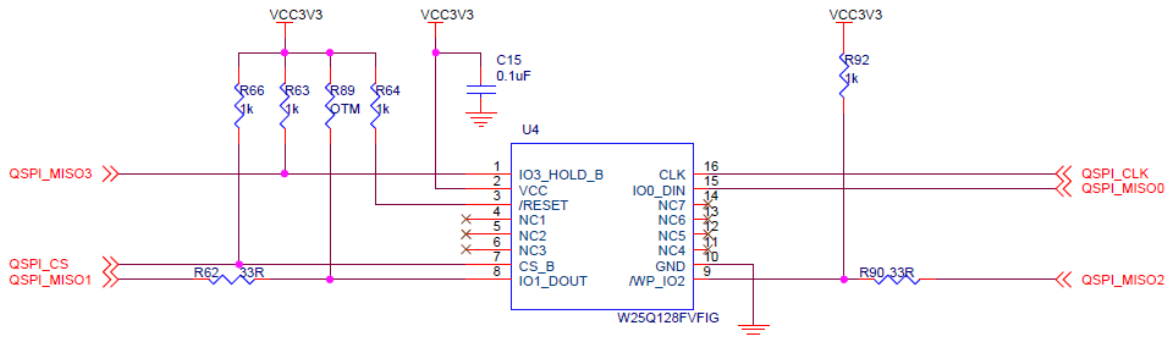 VCC3V3 VCC3V3 VCC3V3
C15
0.1uF
R92
1k
R66 R63 R89 R64
1k 1k OTM 1k
U4
QSPI_MISO3 1 IO3_HOLD_B CLK 16 QSPI_CLK
2 VCC IO0_DIN 15 QSPI_MISO0
3 /RESET NC7 14
4 NC1 NC6 13
5 NC2 NC5 12
6 NC3 NC4 11
QSPI_CS 7 CS_B GND 10
QSPI_MISO1 R62 33R 8 IO1_DOUT /WP_IO2 9 R90 33R QSPI_MISO2
W25Q128FVFIG